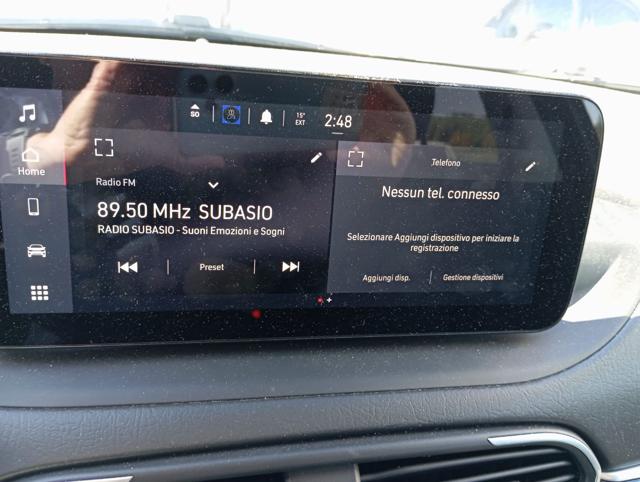 SO
15°
EXT
2:48
Home
Radio FM
89.50 MHz SUBASIO
RADIO SUBASIO - Suoni Emozioni e Sogni
Preset
Telefono
Nessun tel. connesso
Selezionare Aggiungi dispositivo per iniziare la
registrazione
Aggiungi disp.
Gestione dispositivi